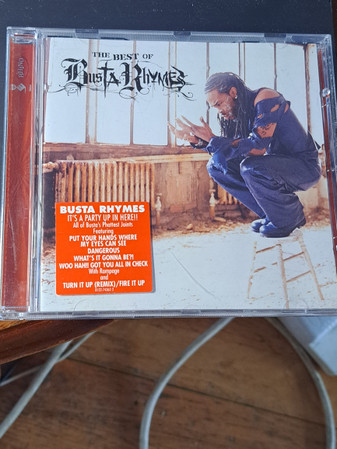 THE BEST OF
Busta Rhymes
BUSTA RHYMES
IT'S A PARTY UP IN HERE!!
All of Busta's Phattest Joints
Featuring
PUT YOUR HANDS WHERE
MY EYES CAN SEE
DANGEROUS
WHAT'S IT GONNA BE?!
WOO HAH!! GOT YOU ALL IN CHECK
With Rampage
and
TURN IT UP (REMIX)/FIRE IT UP